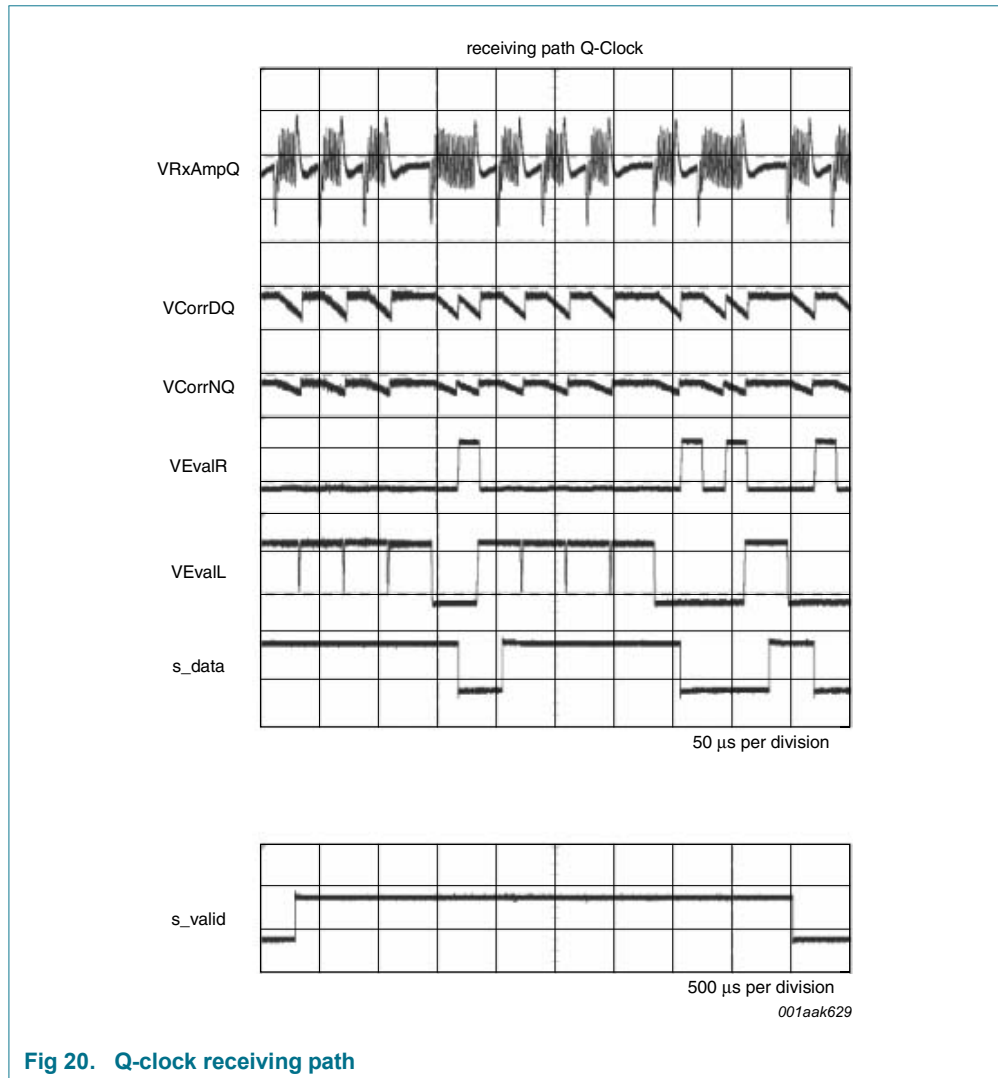 receiving path Q-Clock
VRxAmpQ
VCorrDQ
VCorrNQ
VEvalR
VEvalL
s_data
50 μs per division
s_valid
500 μs per division
001aak629
Fig 20. Q-clock receiving path